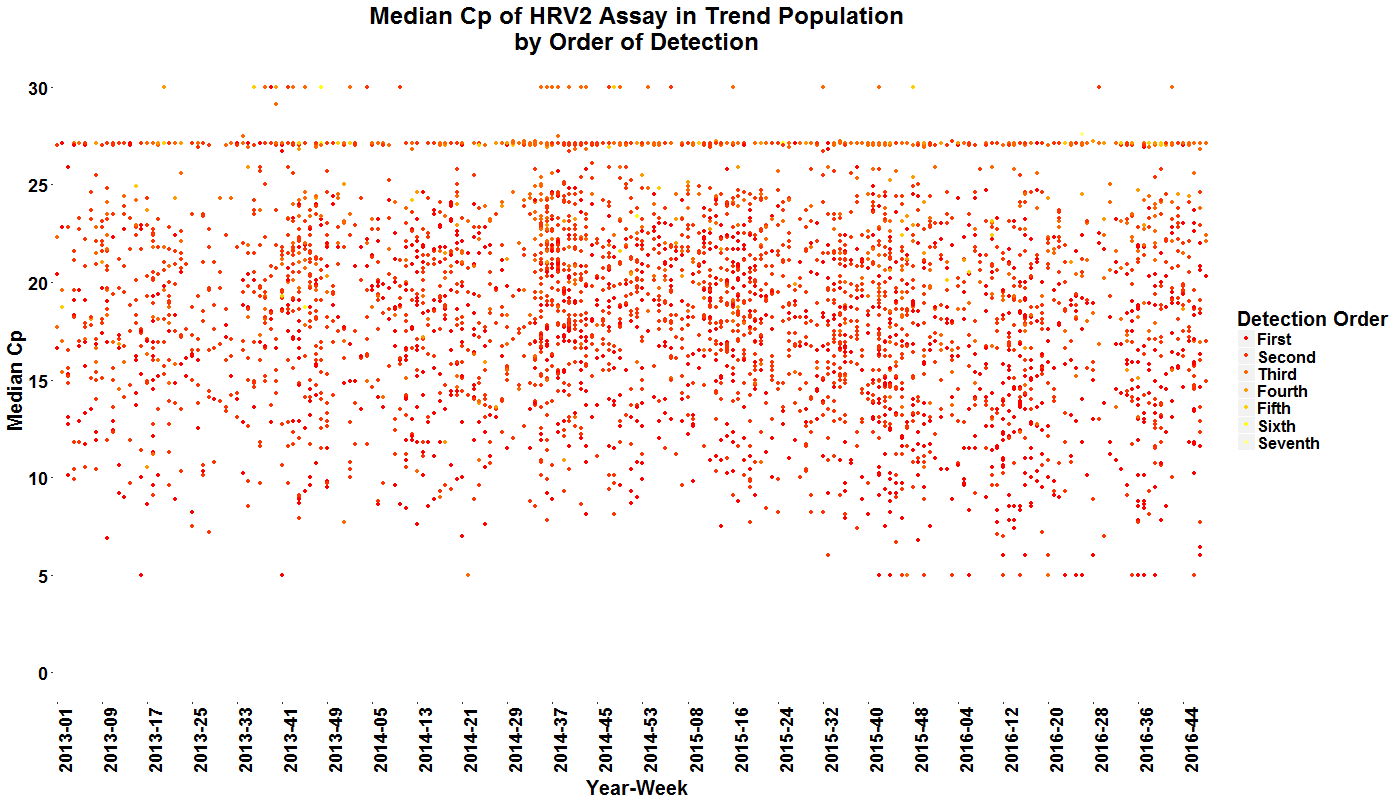 Median Cp of HRV2 Assay in Trend Population
by Order of Detection
Median Cp
30
25
20
15
10
5
0
2013-01
2013-09
2013-17
2013-25
2013-33
2013-41
2013-49
2014-05
2014-13
2014-21
2014-29
2014-37
2014-45
2014-53
2015-08
2015-16
2015-24
2015-32
2015-40
2015-48
2016-04
2016-12
2016-20
2016-28
2016-36
2016-44
Year-Week
Detection Order
First
Second
Third
Fourth
Fifth
Sixth
Seventh